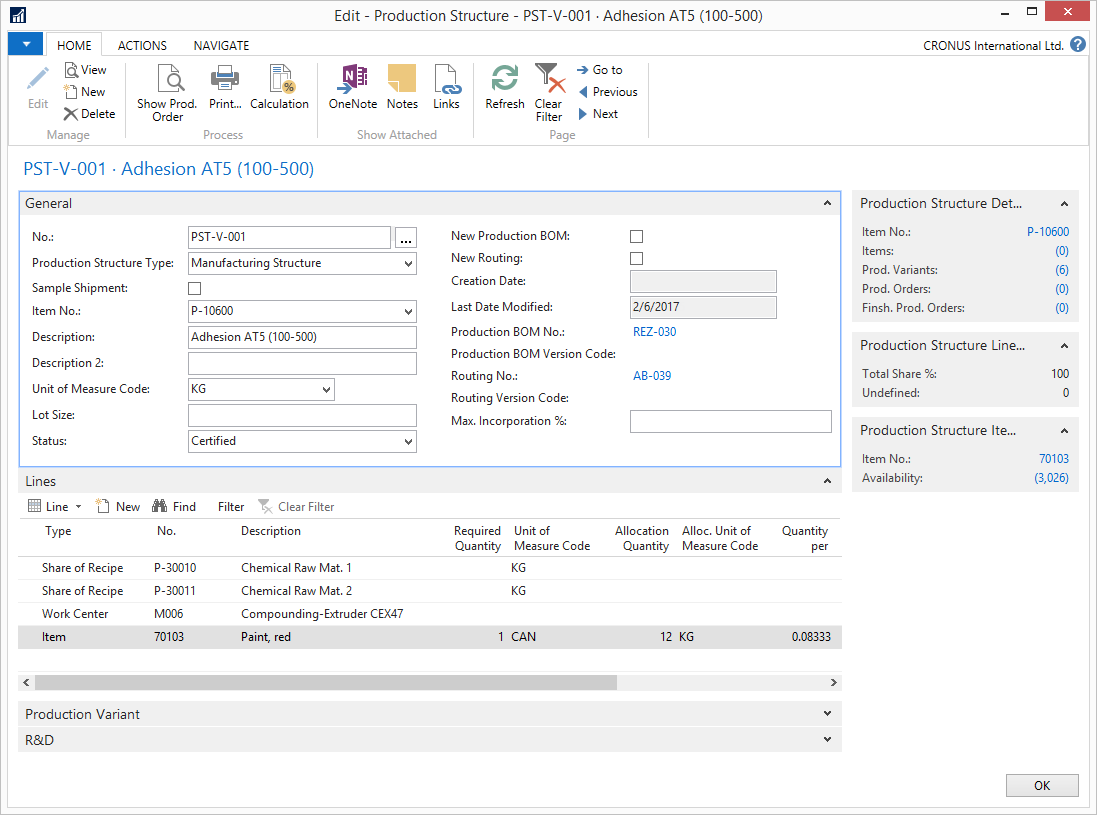 Edit - Production Structure - PST-V-001 · Adhesion AT5 (100-500)
HOME ACTIONS NAVIGATE
CRONUS International Ltd.
Edit
View
New
Delete
Manage
Show Prod. Order
Print...
Calculation
Process
OneNote
Notes
Links
Show Attached
Refresh
Clear Filter
Go to
Previous
Next
Page
PST-V-001 · Adhesion AT5 (100-500)
General
No.: PST-V-001 ...
Production Structure Type: Manufacturing Structure
Sample Shipment:
Item No.: P-10600
Description: Adhesion AT5 (100-500)
Description 2:
Unit of Measure Code: KG
Lot Size:
Status: Certified
New Production BOM:
New Routing:
Creation Date:
Last Date Modified: 2/6/2017
Production BOM No.: REZ-030
Production BOM Version Code:
Routing No.: AB-039
Routing Version Code:
Max. Incorporation %:
Lines
Line New Find Filter Clear Filter
Type No. Description Required Quantity Unit of Measure Code Allocation Quantity Alloc. Unit of Measure Code Quantity per
Share of Recipe P-30010 Chemical Raw Mat. 1 KG
Share of Recipe P-30011 Chemical Raw Mat. 2 KG
Work Center M006 Compounding-Extruder CEX47
Item 70103 Paint, red 1 CAN 12 KG 0.08333
Production Variant
R&D
Production Structure Det...
Item No.: P-10600
Items: (0)
Prod. Variants: (6)
Prod. Orders: (0)
Finsh. Prod. Orders: (0)
Production Structure Line...
Total Share %: 100
Undefined: 0
Production Structure Ite...
Item No.: 70103
Availability: (3,026)
OK